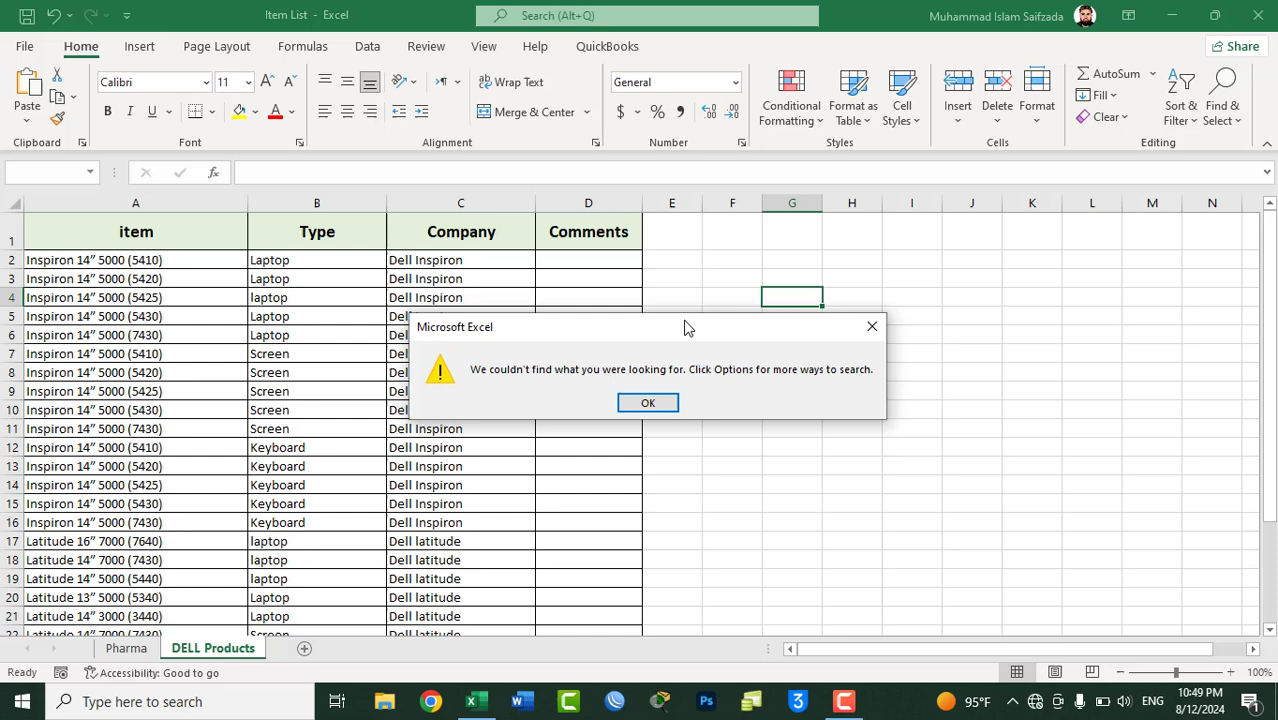 Item List - Excel
Search (Alt+Q)
Muhammad Islam Saifzada
File Home Insert Page Layout Formulas Data Review View Help QuickBooks
Share
Paste
Calibri 11
B I U
Wrap Text
Merge & Center
General
$ % ,
Conditional Formatting
Format as Table
Cell Styles
Insert Delete Format
AutoSum
Fill
Clear
Sort & Filter
Find & Select
Clipboard Font Alignment Number Styles Cells Editing
fx
A B C D E F G H I J K L M N
1 item Type Company Comments
2 Inspiron 14” 5000 (5410) Laptop Dell Inspiron
3 Inspiron 14” 5000 (5420) Laptop Dell Inspiron
4 Inspiron 14” 5000 (5425) laptop Dell Inspiron
5 Inspiron 14” 5000 (5430) Laptop
6 Inspiron 14” 5000 (7430) Laptop
7 Inspiron 14” 5000 (5410) Screen
8 Inspiron 14” 5000 (5420) Screen
9 Inspiron 14” 5000 (5425) Screen
10 Inspiron 14” 5000 (5430) Screen
11 Inspiron 14” 5000 (7430) Screen Dell Inspiron
12 Inspiron 14” 5000 (5410) Keyboard Dell Inspiron
13 Inspiron 14” 5000 (5420) Keyboard Dell Inspiron
14 Inspiron 14” 5000 (5425) Keyboard Dell Inspiron
15 Inspiron 14” 5000 (5430) Keyboard Dell Inspiron
16 Inspiron 14” 5000 (7430) Keyboard Dell Inspiron
17 Latitude 16” 7000 (7640) laptop Dell latitude
18 Latitude 14” 7000 (7430) laptop Dell latitude
19 Latitude 14” 5000 (5440) laptop Dell latitude
20 Latitude 13” 5000 (5340) Laptop Dell latitude
21 Latitude 14” 3000 (3440) Laptop Dell latitude
22 Latitude 14” 7000 (7430) Screen Dell latitude
Microsoft Excel
We couldn't find what you were looking for. Click Options for more ways to search.
OK
Pharma DELL Products
Ready Accessibility: Good to go 100%
Type here to search
95°F ENG
10:49 PM
8/12/2024